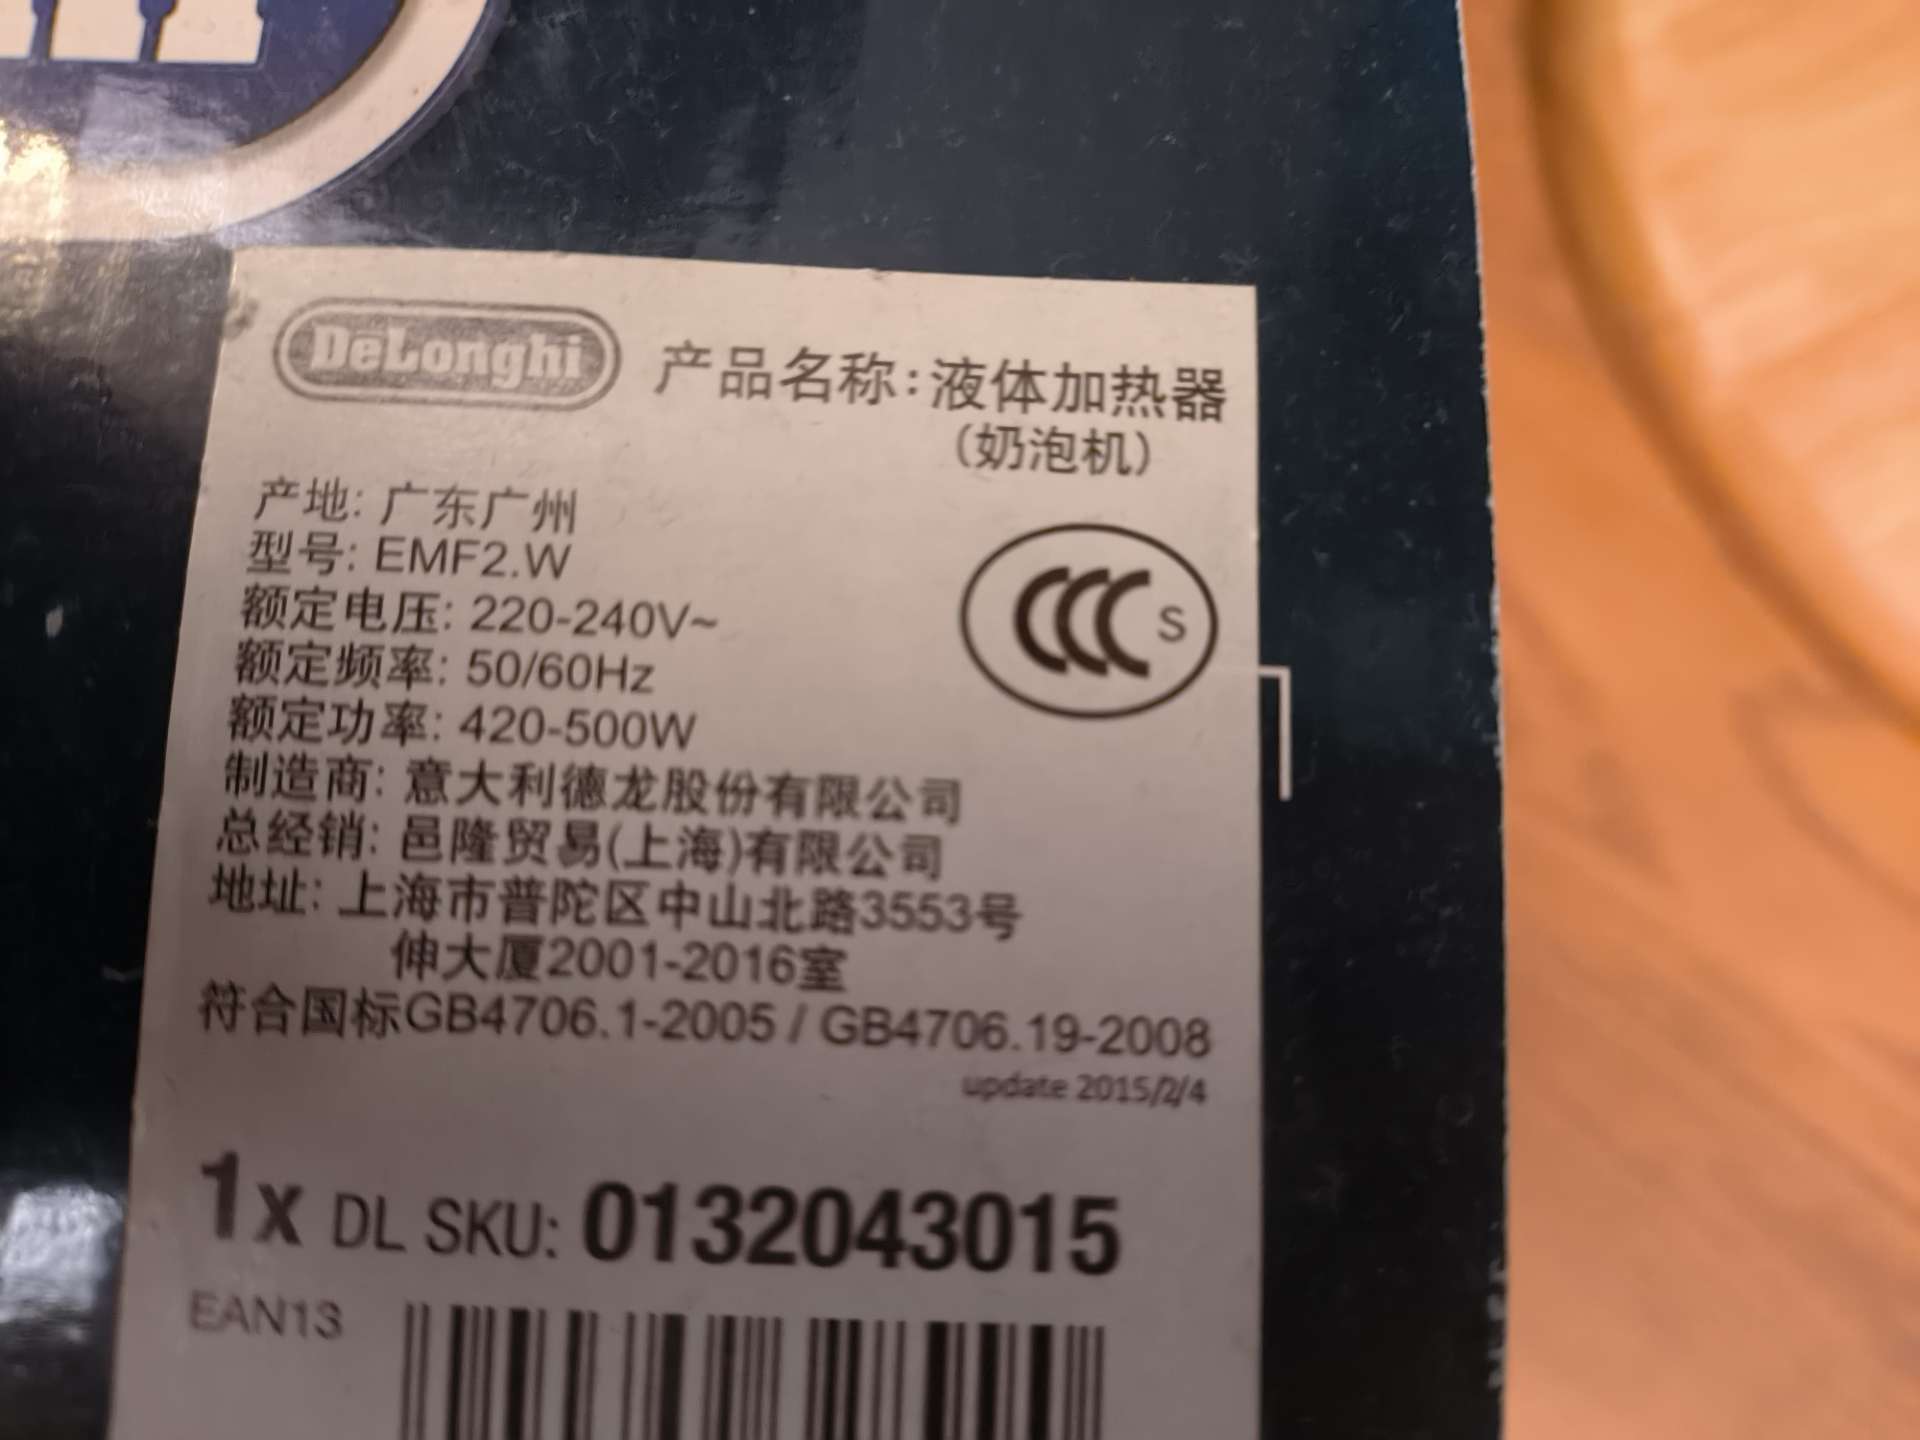 DeLonghi
产品名称：液体加热器
（奶泡机）
产地: 广东广州
型号: EMF2.W
额定电压: 220-240V~
额定频率: 50/60Hz
额定功率: 420-500W
制造商: 意大利德龙股份有限公司
总经销: 邑隆贸易(上海)有限公司
地址: 上海市普陀区中山北路3553号
伸大厦2001-2016室
符合国标GB4706.1-2005 / GB4706.19-2008
update 2015/2/4
CCC S
1x DL SKU: 0132043015
EAN13